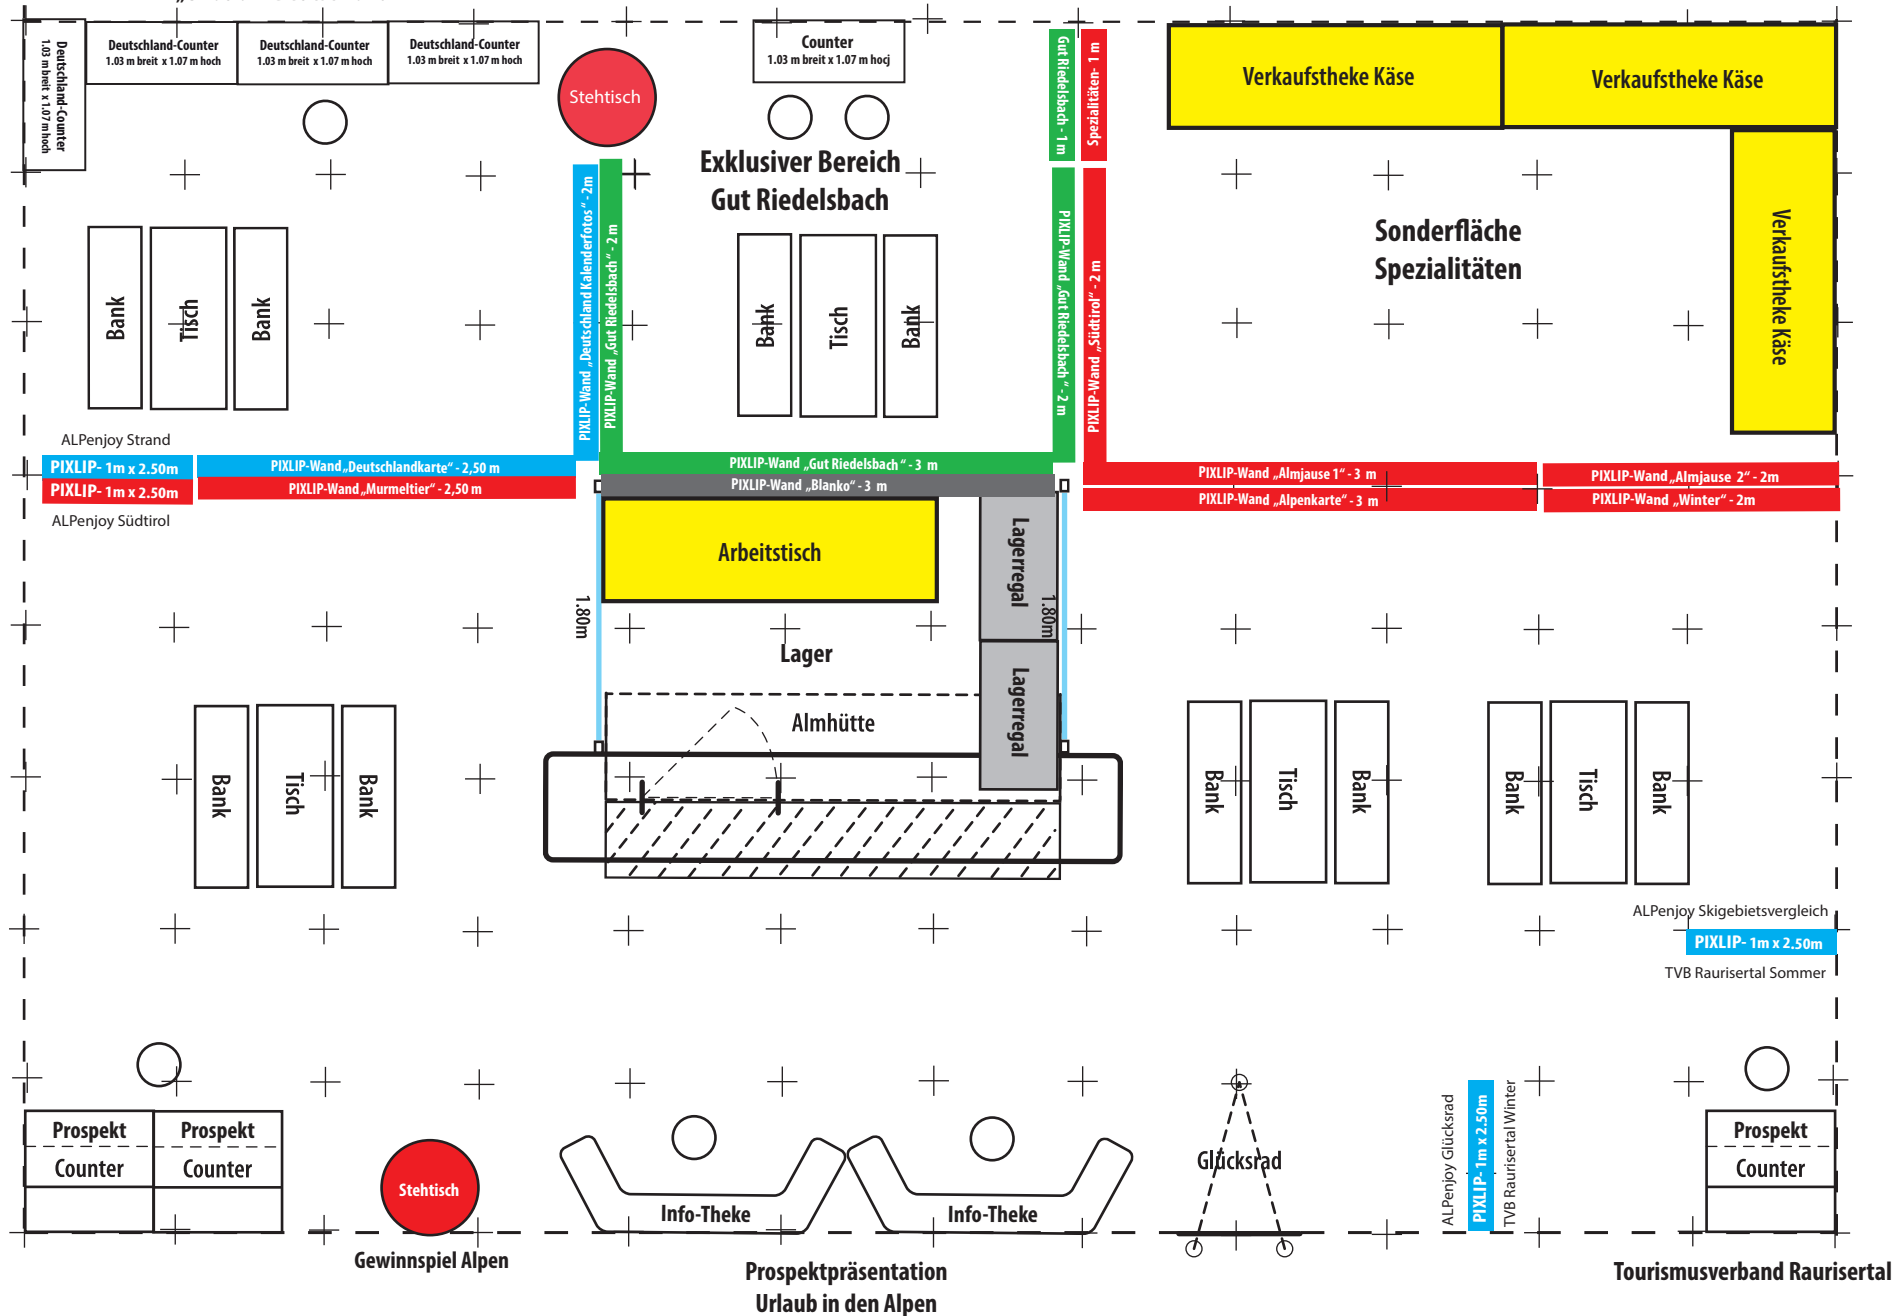 Deutschland-Counter
1.03 m breit x 1.07 m hoch
Deutschland-Counter
1.03 m breit x 1.07 m hoch
Deutschland-Counter
1.03 m breit x 1.07 m hoch
Deutschland-Counter
1.03 m breit x 1.07 m hoch
Stehtisch
Counter
1.03 m breit x 1.07 m hocj
Gut Riedelsbach - 1 m
Spezialitäten- 1 m
Verkaufstheke Käse
Verkaufstheke Käse
Verkaufstheke Käse
Exklusiver Bereich
Gut Riedelsbach
Sonderfläche
Spezialitäten
PIXLIP-Wand „Deutschland Kalenderfotos" - 2m
PIXLIP-Wand „Gut Riedelsbach" - 2 m
PIXLIP-Wand „Gut Riedelsbach" - 2 m
PIXLIP-Wand „Südtirol" - 2 m
Bank
Tisch
Bank
Bank
Tisch
Bank
ALPenjoy Strand
PIXLIP- 1m x 2.50m
PIXLIP-Wand „Deutschlandkarte" - 2,50 m
PIXLIP- 1m x 2.50m
PIXLIP-Wand „Murmeltier" - 2,50 m
ALPenjoy Südtirol
PIXLIP-Wand „Gut Riedelsbach" - 3 m
PIXLIP-Wand „Blanko" - 3 m
PIXLIP-Wand „Almjause 1" - 3 m
PIXLIP-Wand „Almjause 2" - 2m
PIXLIP-Wand „Alpenkarte" - 3 m
PIXLIP-Wand „Winter" - 2m
Arbeitstisch
Lagerregal
1.80m
1.80m
Lager
Lagerregal
Almhütte
Bank
Tisch
Bank
Bank
Tisch
Bank
Bank
Tisch
Bank
ALPenjoy Skigebietsvergleich
PIXLIP- 1m x 2.50m
TVB Raurisertal Sommer
Prospekt
Counter
Prospekt
Counter
Stehtisch
Gewinnspiel Alpen
Info-Theke
Info-Theke
Prospektpräsentation
Urlaub in den Alpen
Glücksrad
ALPenjoy Glücksrad
PIXLIP- 1m x 2.50m
TVB Raurisertal Winter
Prospekt
Counter
Tourismusverband Raurisertal